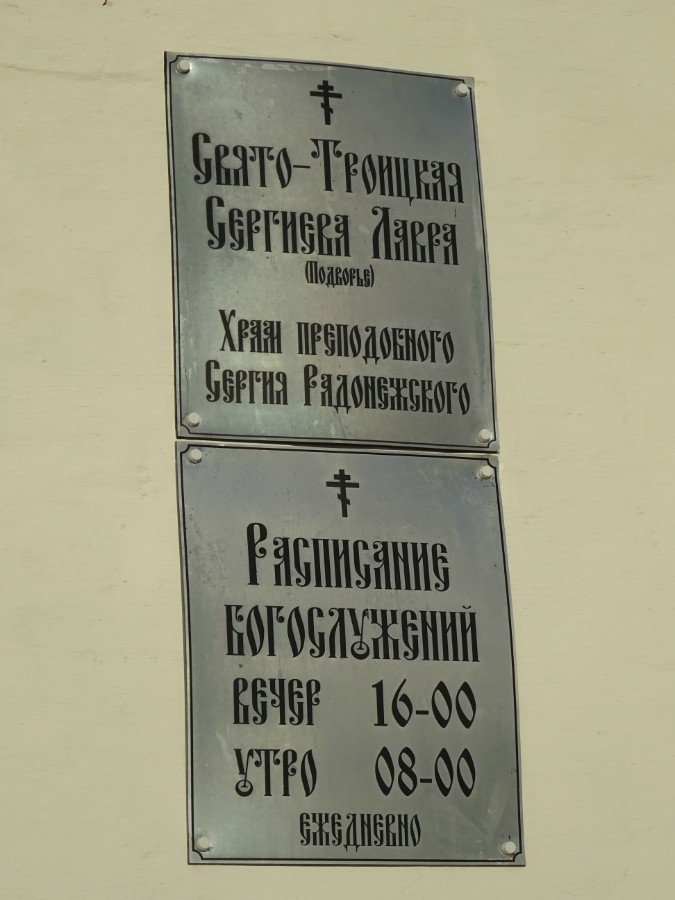 Свято-Троицкая
Сергиева Лавра
(Подворье)
Храм преподобного
Сергия Радонежского
Расписание
богослужений
вечер 16-00
утро 08-00
ежедневно